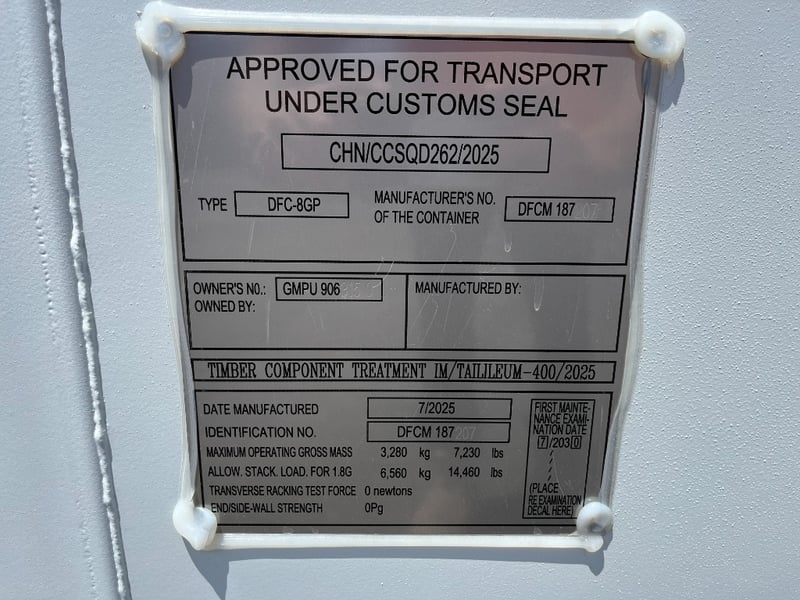 APPROVED FOR TRANSPORT
UNDER CUSTOMS SEAL
CHN/CCSQD262/2025
TYPE DFC-8GP
MANUFACTURER'S NO.
OF THE CONTAINER DFCM 187207
OWNER'S NO.: GMPU 906
OWNED BY:
MANUFACTURED BY:
TIMBER COMPONENT TREATMENT IM/TAILILEUM-400/2025
DATE MANUFACTURED 7/2025
IDENTIFICATION NO. DFCM 187207
MAXIMUM OPERATING GROSS MASS 3,280 kg 7,230 lbs
ALLOW. STACK. LOAD. FOR 1.8G 6,560 kg 14,460 lbs
TRANSVERSE RACKING TEST FORCE 0 newtons
END/SIDE-WALL STRENGTH 0Pg
FIRST MAINTE-
NANCE EXAMI-
NATION DATE
7/2030
/
/
/
(PLACE
RE EXAMINATION
DECAL HERE)